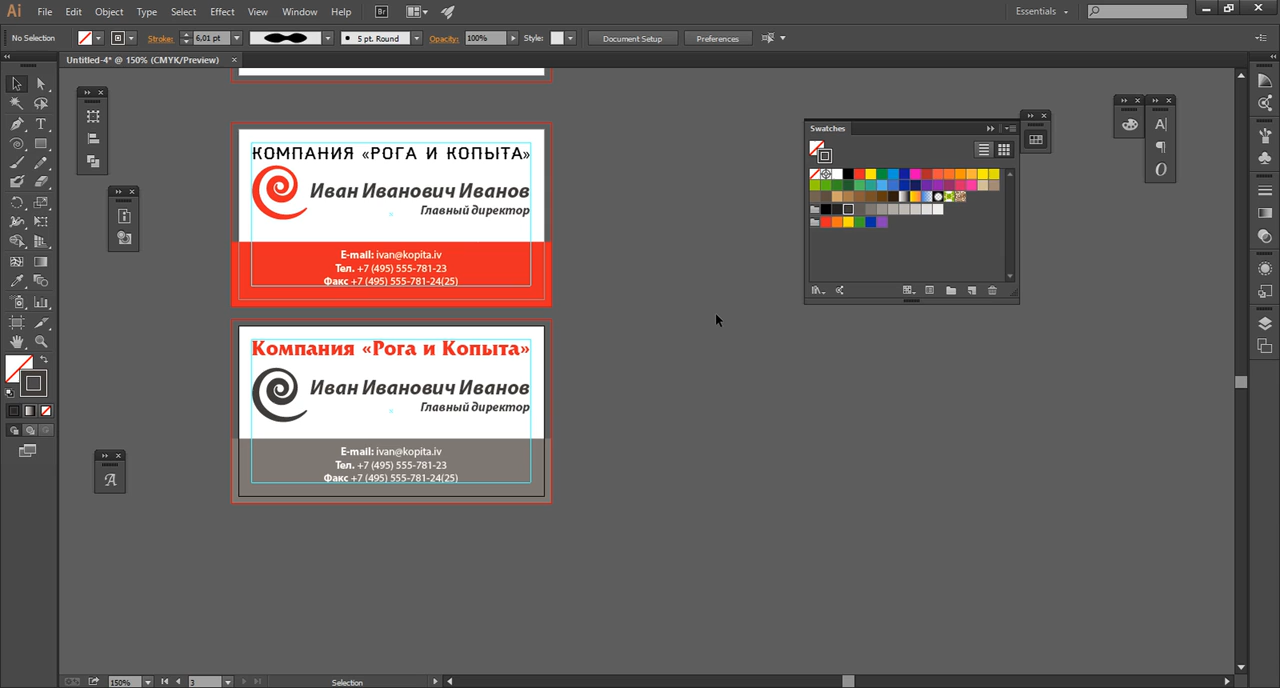 Ai File Edit Object Type Select Effect View Window Help Br Essentials
No Selection Stroke: 6,01 pt 5 pt. Round Opacity: 100% Style: Document Setup Preferences
Untitled-4* @ 150% (CMYK/Preview)
Swatches
КОМПАНИЯ «РОГА И КОПЫТА»
Иван Иванович Иванов
Главный директор
E-mail: ivan@kopita.iv
Тел. +7 (495) 555-781-23
Факс +7 (495) 555-781-24(25)
Компания «Рога и Копыта»
Иван Иванович Иванов
Главный директор
E-mail: ivan@kopita.iv
Тел. +7 (495) 555-781-23
Факс +7 (495) 555-781-24(25)
150% 3 Selection